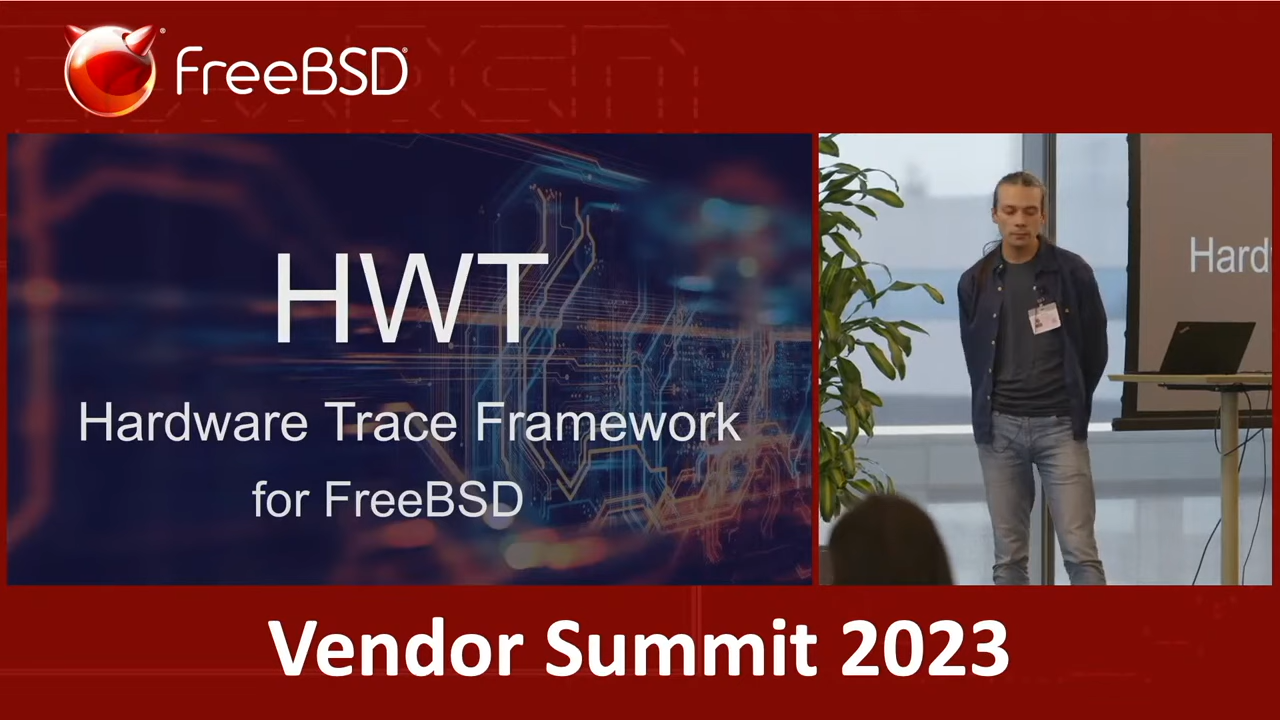 FreeBSD®
HWT
Hardware Trace Framework
for FreeBSD
Hard
Vendor Summit 2023